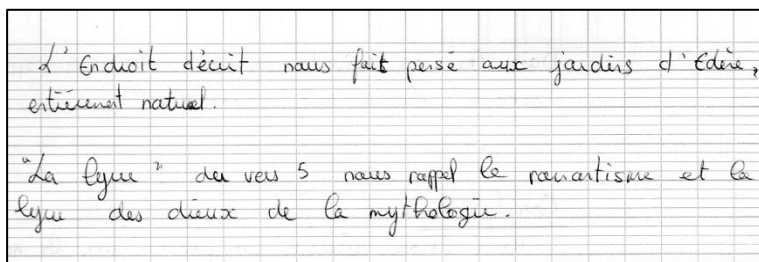 L'Endroit décrit nous fait pensé aux jardins d'Edène,
entièrement naturel.
"La lyre" du vers 5 nous rappel le romantisme et la
lyre des dieux de la mythologie.